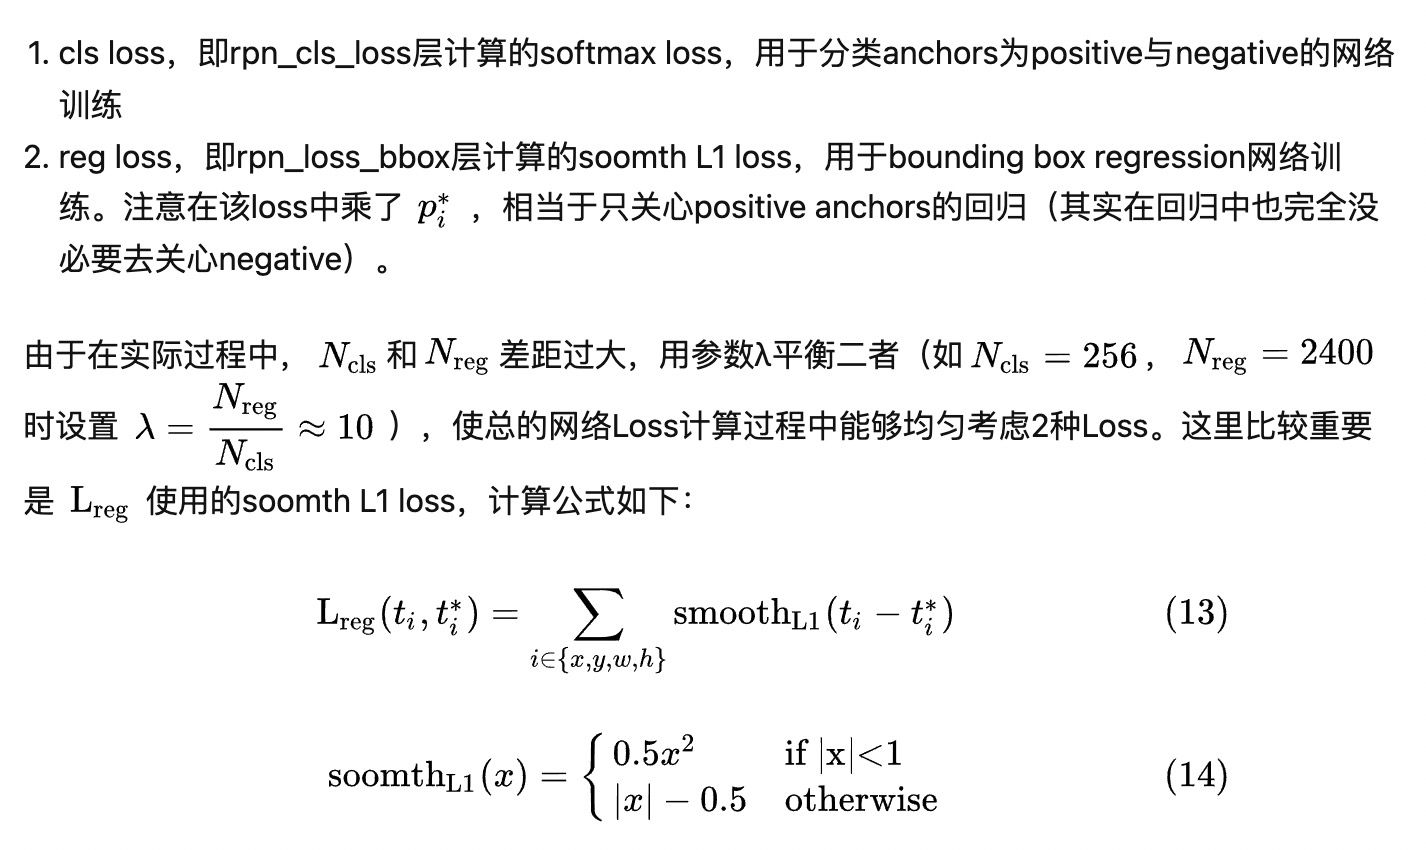 1. cls loss，即rpn_cls_loss层计算的softmax loss，用于分类anchors为positive与negative的网络
训练
2. reg loss，即rpn_loss_bbox层计算的soomth L1 loss，用于bounding box regression网络训
练。注意在该loss中乘了 $p_i^*$ ，相当于只关心positive anchors的回归（其实在回归中也完全没
必要去关心negative）。
由于在实际过程中， $N_{\text{cls}}$ 和 $N_{\text{reg}}$ 差距过大，用参数λ平衡二者（如 $N_{\text{cls}} = 256$ ， $N_{\text{reg}} = 2400$
时设置 $\lambda = \frac{N_{\text{reg}}}{N_{\text{cls}}} \approx 10$ ），使总的网络Loss计算过程中能够均匀考虑2种Loss。这里比较重要
是 $\text{L}_{\text{reg}}$ 使用的soomth L1 loss，计算公式如下：
$\text{L}_{\text{reg}}(t_i, t_i^*) = \sum_{i \in \{x,y,w,h\}} \text{smooth}_{\text{L1}}(t_i - t_i^*)$ (13)
$\text{soomth}_{\text{L1}}(x) = \begin{cases} 0.5x^2 & \text{if |x|<1} \\ |x| - 0.5 & \text{otherwise} \end{cases}$ (14)